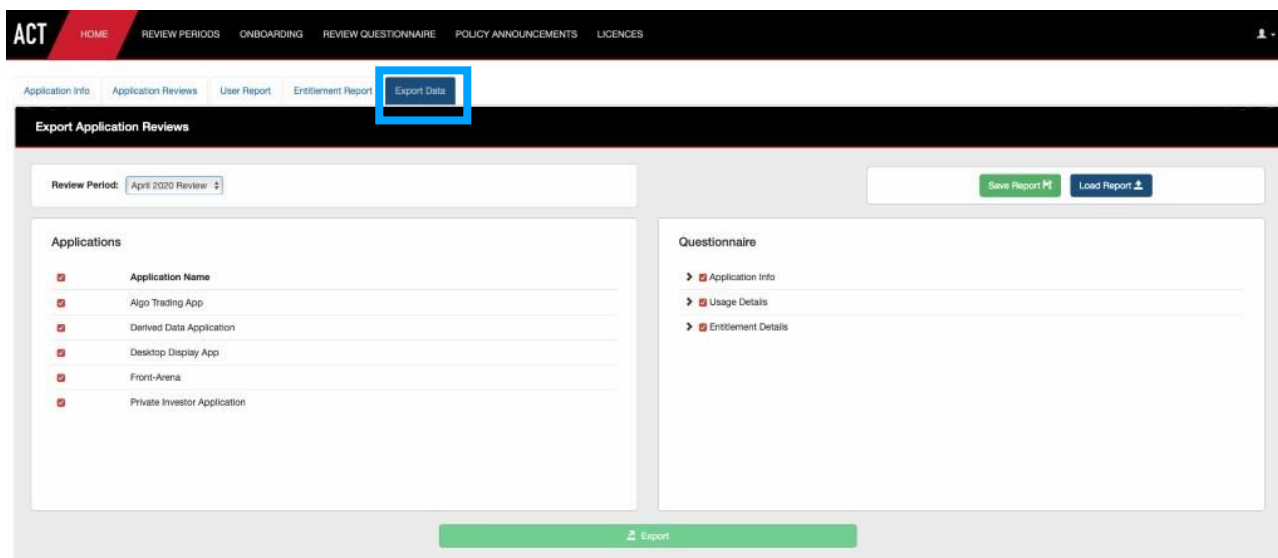 ACT HOME REVIEW PERIODS ONBOARDING REVIEW QUESTIONNAIRE POLICY ANNOUNCEMENTS LICENCES
Application Info Application Reviews User Report Entitlement Report Export Data
Export Application Reviews
Review Period: April 2020 Review
Save Report Load Report
Applications
Application Name
Algo Trading App
Derived Data Application
Desktop Display App
Front-Arena
Private Investor Application
Questionnaire
Application Info
Usage Details
Entitlement Details
Export